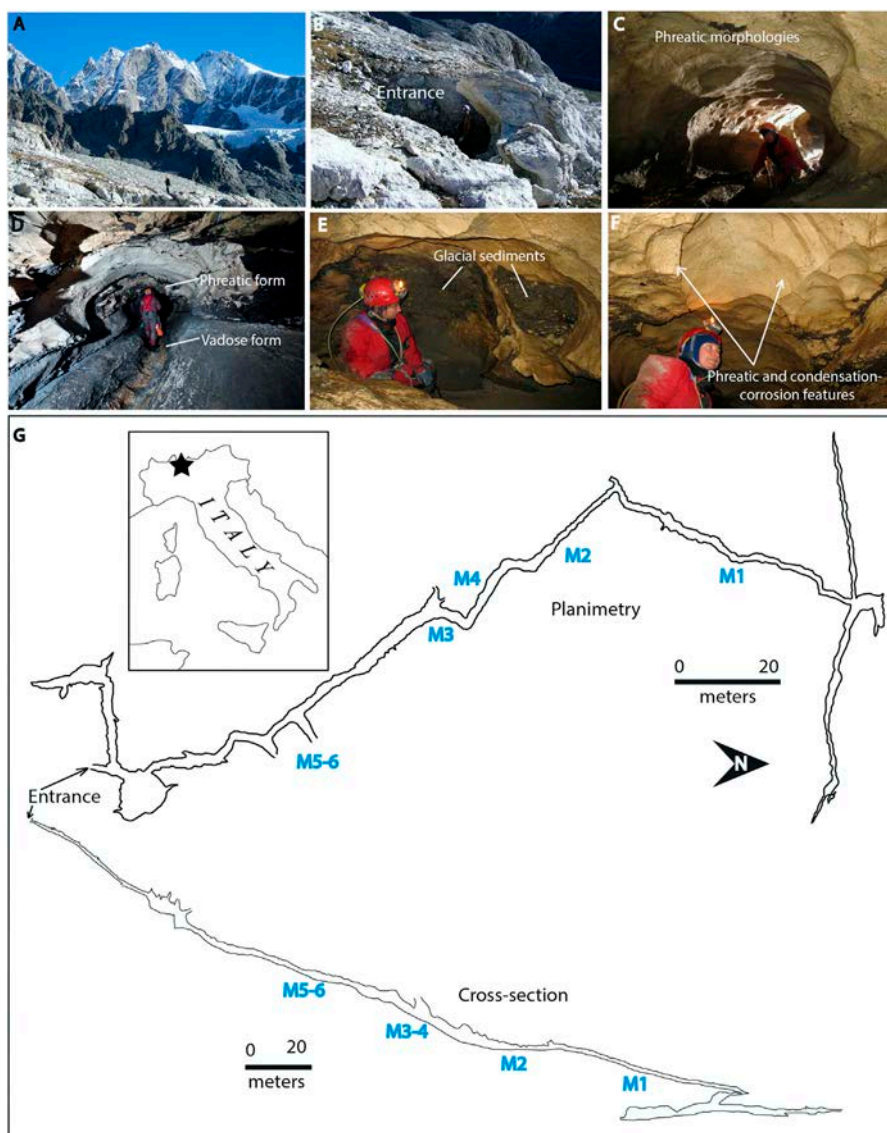 A
B
Entrance
C
Phreatic morphologies
D
Phreatic form
Vadose form
E
Glacial sediments
F
Phreatic and condensation-
corrosion features
G
ITALY
M4
M2
M1
M3
Planimetry
0 20
meters
M5-6
N
Entrance
M5-6
Cross-section
M3-4
0 20
meters
M2
M1